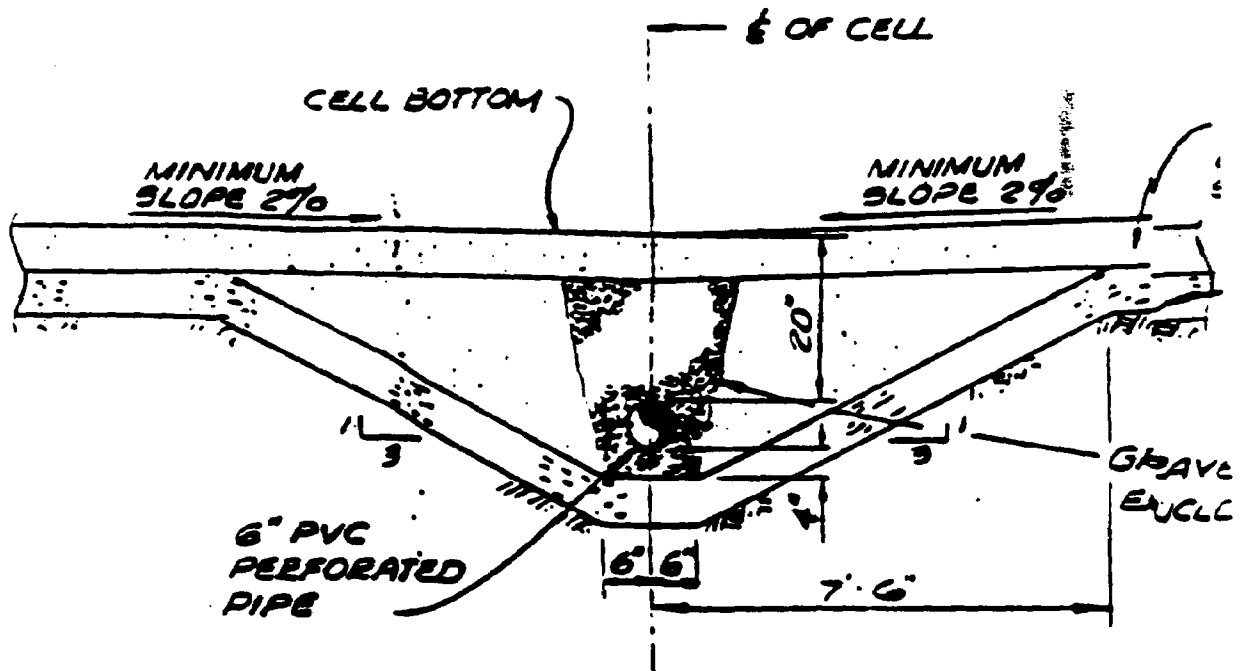 ℄ OF CELL
CELL BOTTOM
MINIMUM
SLOPE 2%
MINIMUM
SLOPE 2%
20"
1
3
1
3
4"
6" PVC
PERFORATED
PIPE
6" 6"
7'-6"